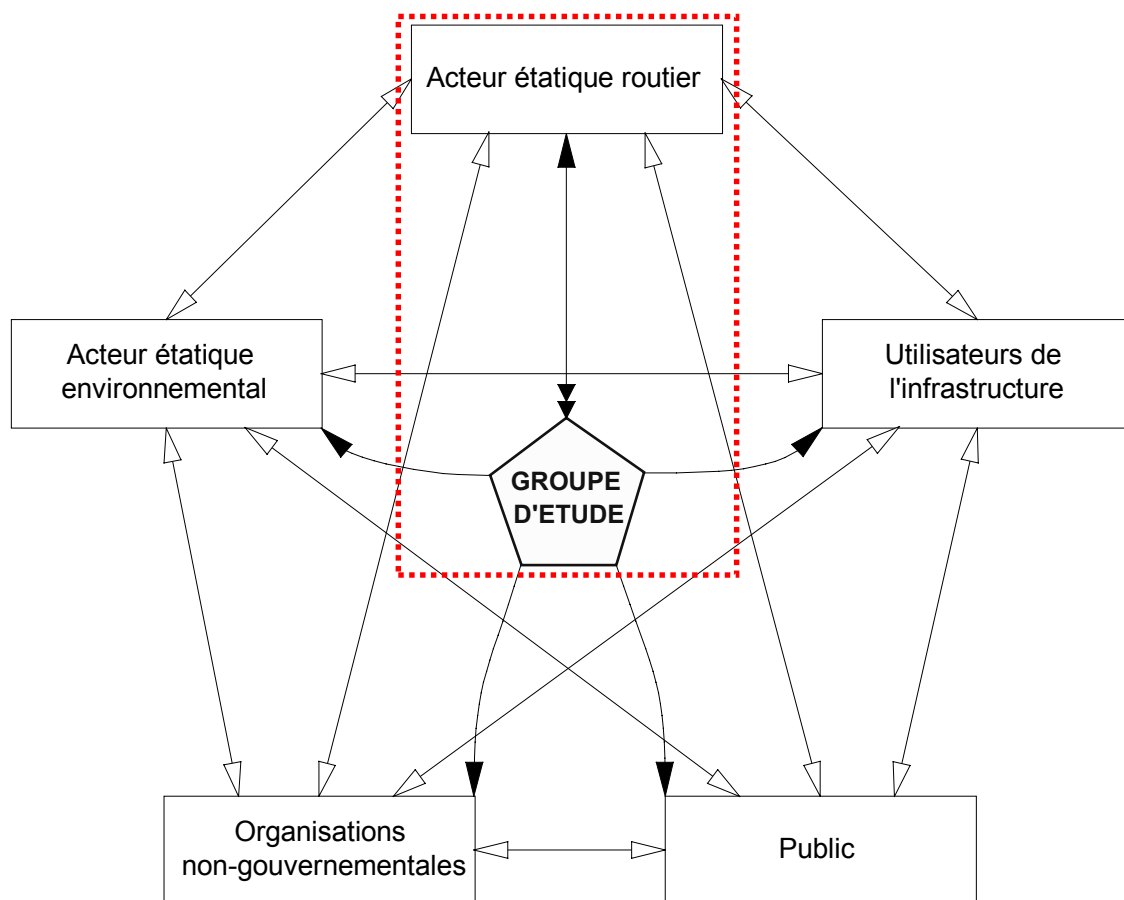 Acteur étatique routier
Acteur étatique
environnemental
Utilisateurs de
l'infrastructure
GROUPE
D'ETUDE
Organisations
non-gouvernementales
Public